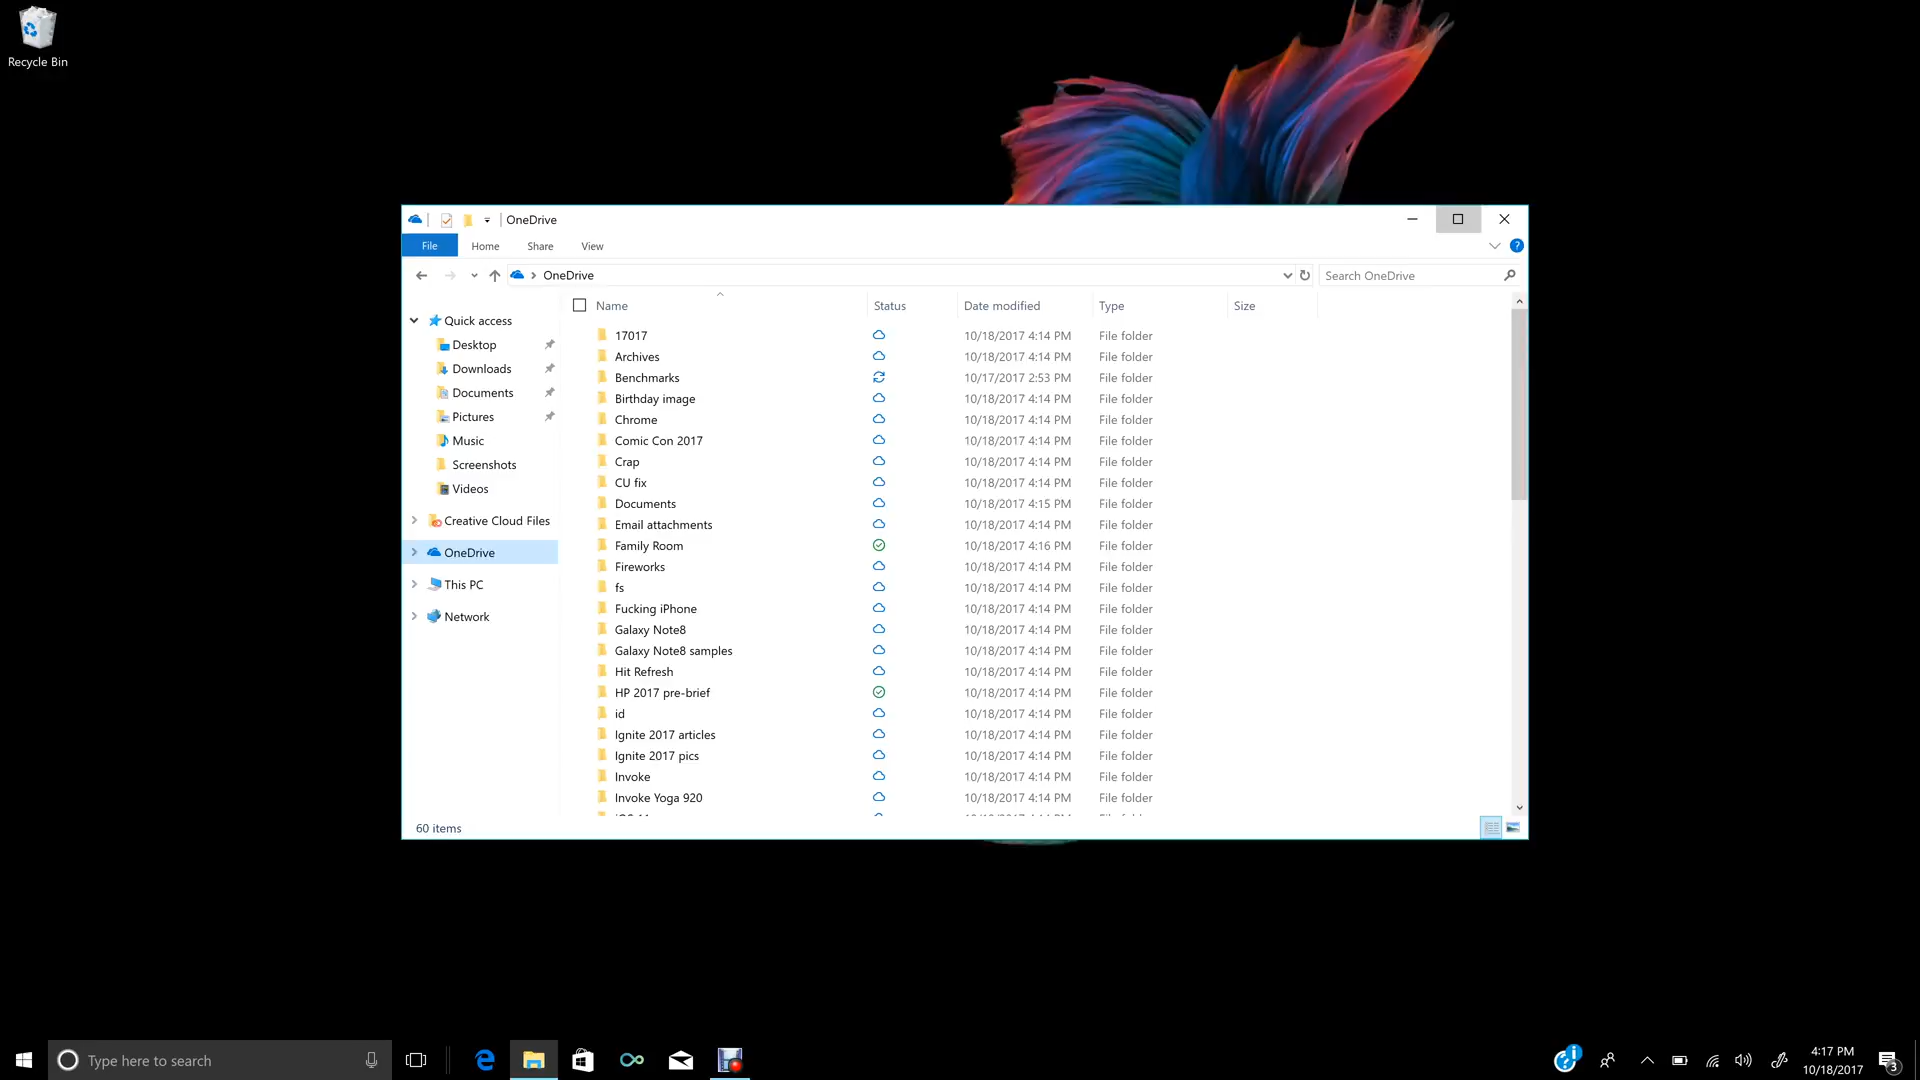 Recycle Bin
OneDrive
File Home Share View
OneDrive
Search OneDrive
Name Status Date modified Type Size
Quick access
Desktop
Downloads
Documents
Pictures
Music
Screenshots
Videos
Creative Cloud Files
OneDrive
This PC
Network
17017 10/18/2017 4:14 PM File folder
Archives 10/18/2017 4:14 PM File folder
Benchmarks 10/17/2017 2:53 PM File folder
Birthday image 10/18/2017 4:14 PM File folder
Chrome 10/18/2017 4:14 PM File folder
Comic Con 2017 10/18/2017 4:14 PM File folder
Crap 10/18/2017 4:14 PM File folder
CU fix 10/18/2017 4:14 PM File folder
Documents 10/18/2017 4:15 PM File folder
Email attachments 10/18/2017 4:14 PM File folder
Family Room 10/18/2017 4:16 PM File folder
Fireworks 10/18/2017 4:14 PM File folder
fs 10/18/2017 4:14 PM File folder
Fucking iPhone 10/18/2017 4:14 PM File folder
Galaxy Note8 10/18/2017 4:14 PM File folder
Galaxy Note8 samples 10/18/2017 4:14 PM File folder
Hit Refresh 10/18/2017 4:14 PM File folder
HP 2017 pre-brief 10/18/2017 4:14 PM File folder
id 10/18/2017 4:14 PM File folder
Ignite 2017 articles 10/18/2017 4:14 PM File folder
Ignite 2017 pics 10/18/2017 4:14 PM File folder
Invoke 10/18/2017 4:14 PM File folder
Invoke Yoga 920 10/18/2017 4:14 PM File folder
60 items
Type here to search
4:17 PM
10/18/2017
3